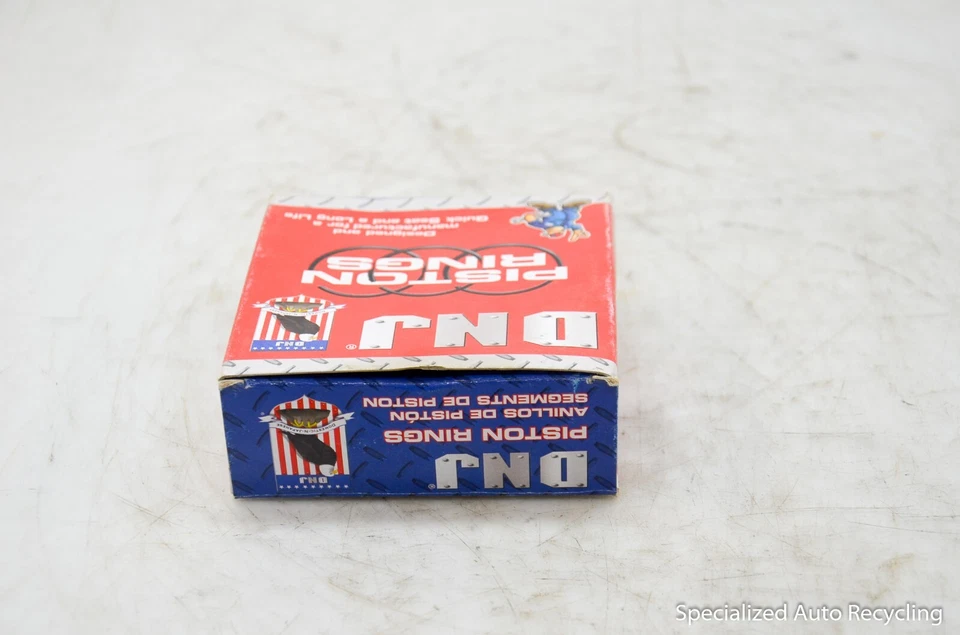 DNJ®
PISTON
RINGS
Designed and
manufactured for a
Quick Seat and a Long Life
DNJ
DNJ®
PISTON RINGS
ANILLOS DE PISTÓN
SEGMENTS DE PISTON
DNJ
Specialized Auto Recycling